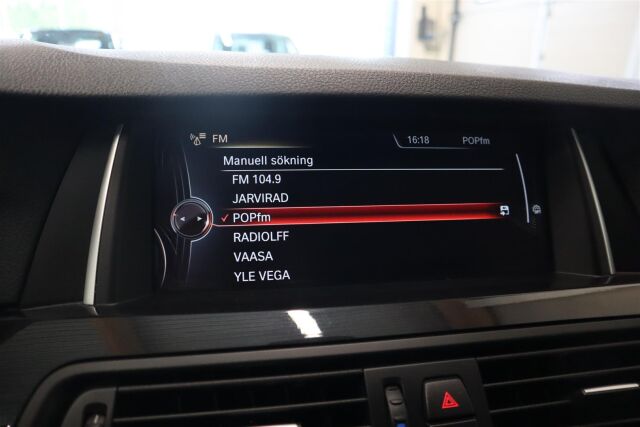 FM 16:18 POPfm
Manuell sökning
FM 104.9
JARVIRAD
✓ POPfm
RADIOLFF
VAASA
YLE VEGA